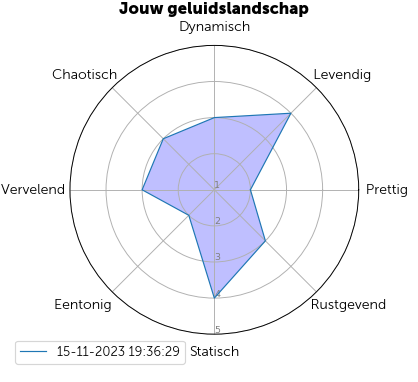 Jouw geluidslandschap
Dynamisch
Chaotisch
Levendig
Vervelend
1
Prettig
2
3
4
Eentonig
Rustgevend
5
15-11-2023 19:36:29
Statisch